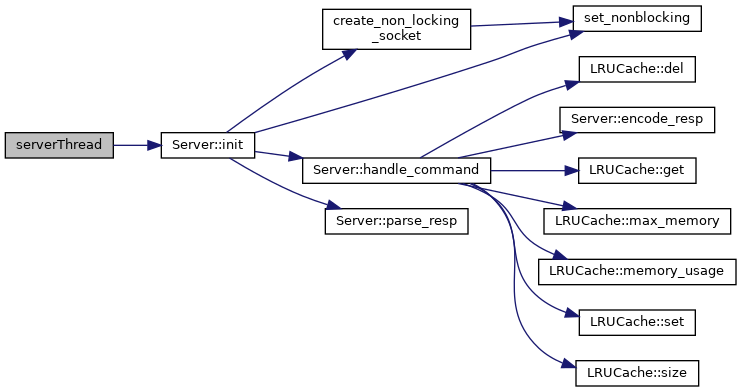 serverThread
Server::init
create_non_locking
_socket
Server::handle_command
Server::parse_resp
set_nonblocking
LRUCache::del
Server::encode_resp
LRUCache::get
LRUCache::max_memory
LRUCache::memory_usage
LRUCache::set
LRUCache::size